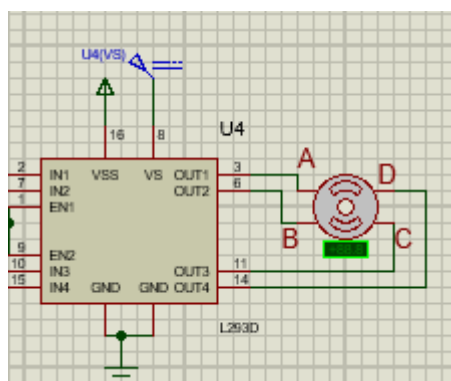 U4(VS)
16 8 U4
2 IN1 VSS VS OUT1 3 A D
7 IN2 OUT2 6
1 EN1
B C
9 EN2
10 IN3 OUT3 11
15 IN4 GND GND OUT4 14
L293D